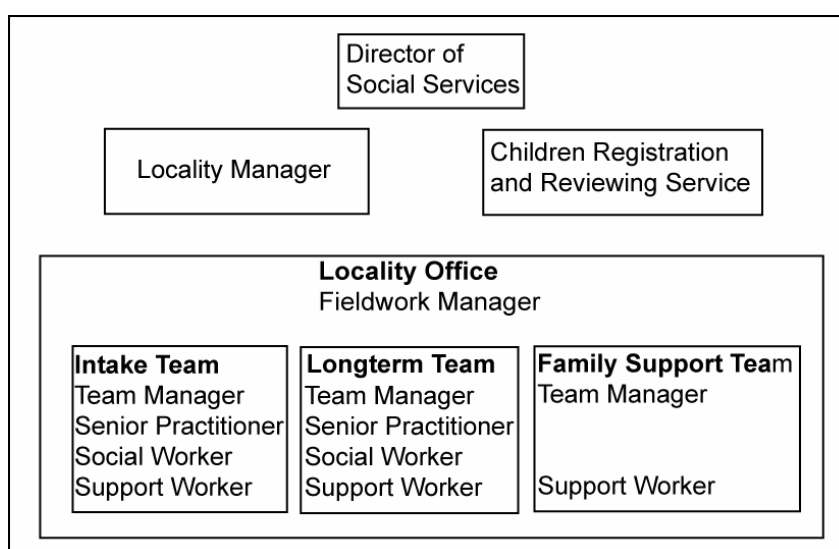 Director of
Social Services
Locality Manager
Children Registration
and Reviewing Service
Locality Office
Fieldwork Manager
Intake Team
Team Manager
Senior Practitioner
Social Worker
Support Worker
Longterm Team
Team Manager
Senior Practitioner
Social Worker
Support Worker
Family Support Team
Team Manager
Support Worker